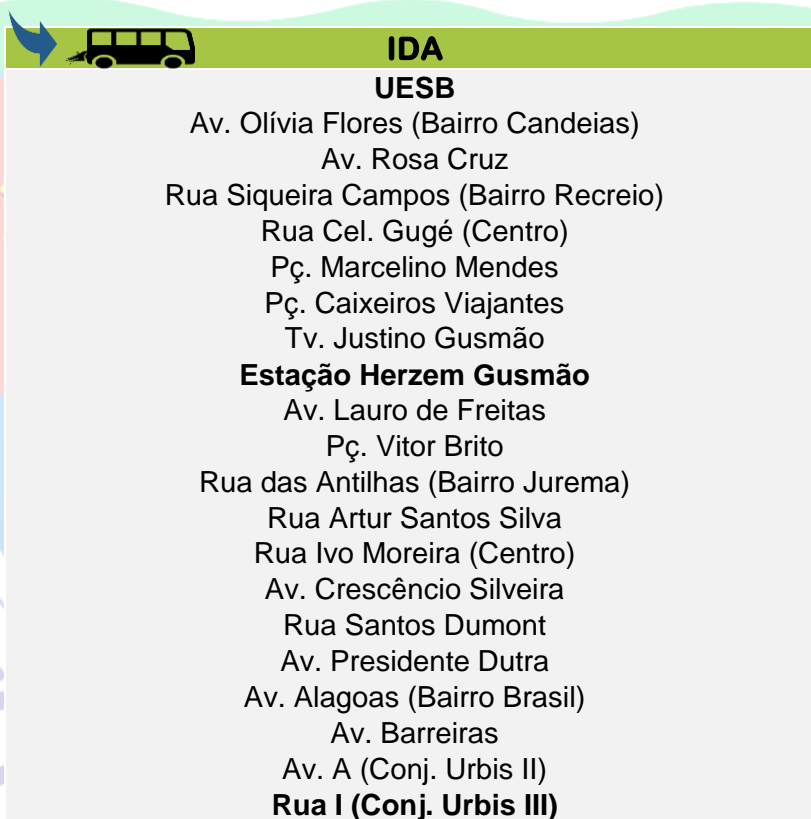 IDA
UESB
Av. Olívia Flores (Bairro Candeias)
Av. Rosa Cruz
Rua Siqueira Campos (Bairro Recreio)
Rua Cel. Gugé (Centro)
Pç. Marcelino Mendes
Pç. Caixeiros Viajantes
Tv. Justino Gusmão
Estação Herzem Gusmão
Av. Lauro de Freitas
Pç. Vitor Brito
Rua das Antilhas (Bairro Jurema)
Rua Artur Santos Silva
Rua Ivo Moreira (Centro)
Av. Crescêncio Silveira
Rua Santos Dumont
Av. Presidente Dutra
Av. Alagoas (Bairro Brasil)
Av. Barreiras
Av. A (Conj. Urbis II)
Rua I (Conj. Urbis III)